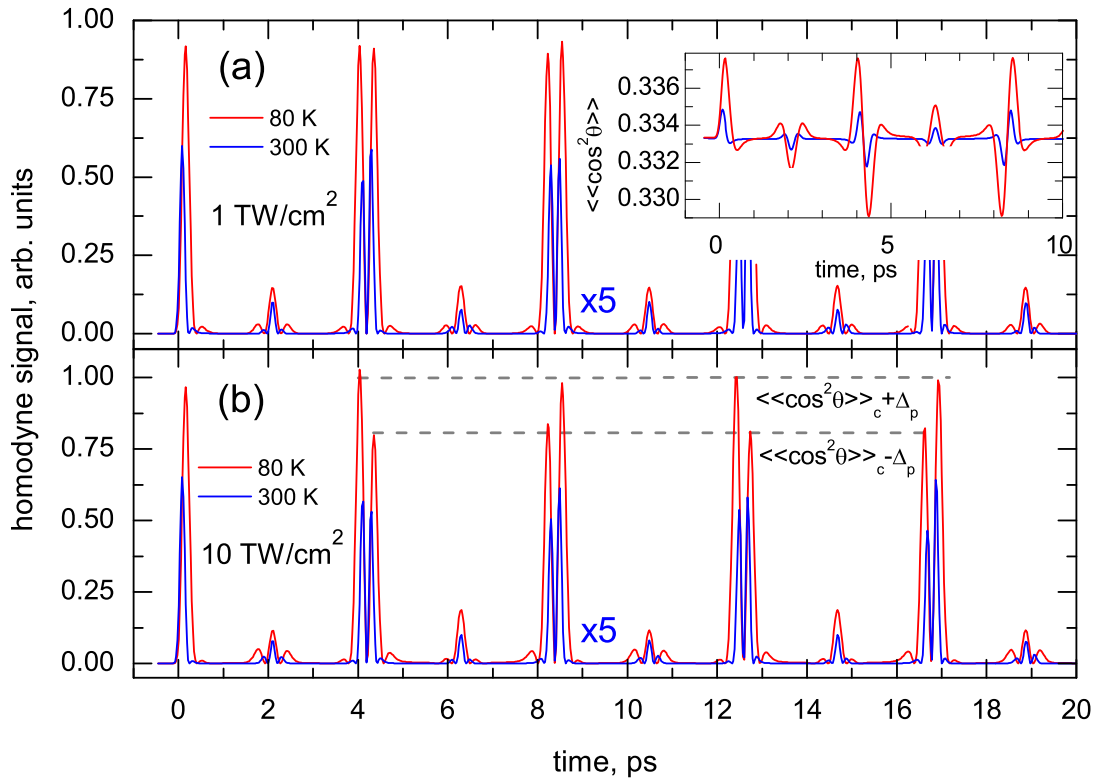 homodyne signal, arb. units
1.00
0.75
0.50
0.25
0.00
(a)
80 K
300 K
1 TW/cm²
x5
<<cos²θ>>
0.336
0.334
0.332
0.330
0 5 10
time, ps
1.00
0.75
0.50
0.25
0.00
(b)
80 K
300 K
10 TW/cm²
x5
<<cos²θ>>c+Δp
<<cos²θ>>c-Δp
0 2 4 6 8 10 12 14 16 18 20
time, ps